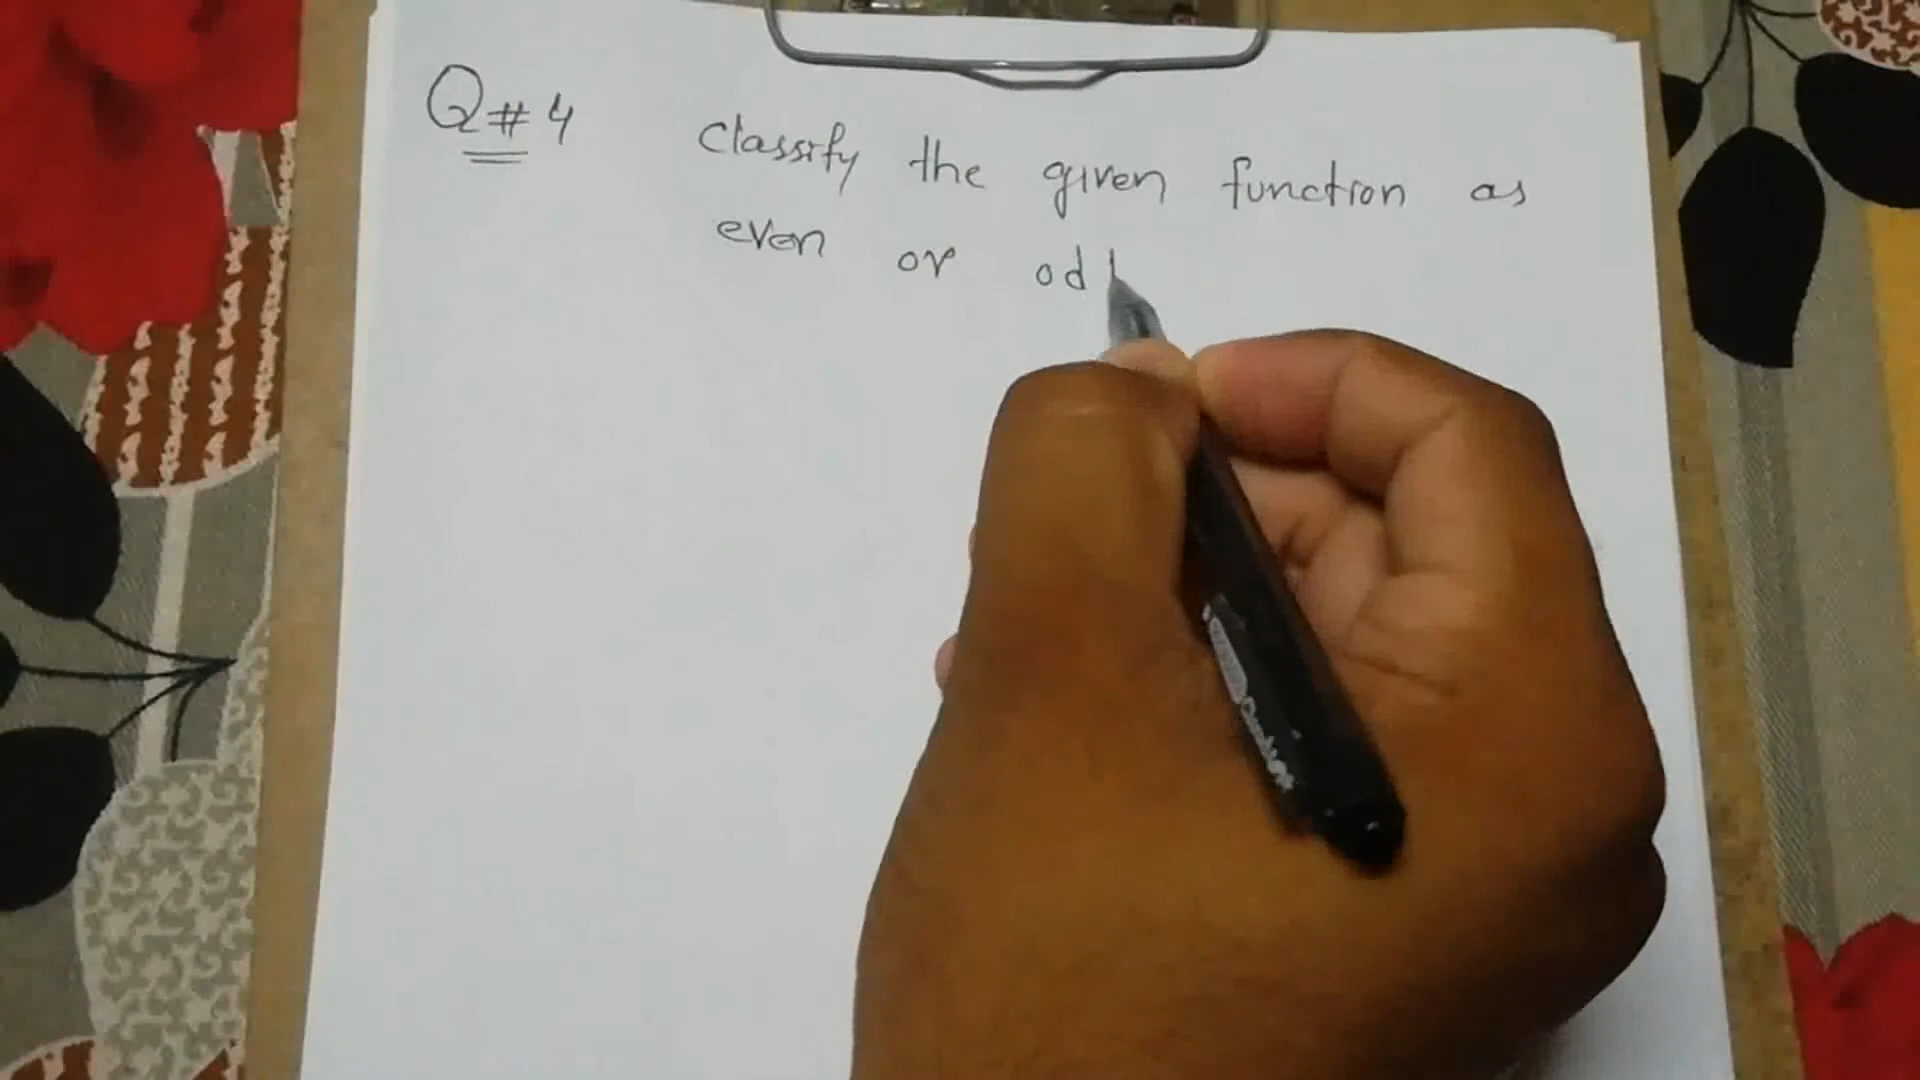 Q#4 Classify the given function as
even or od